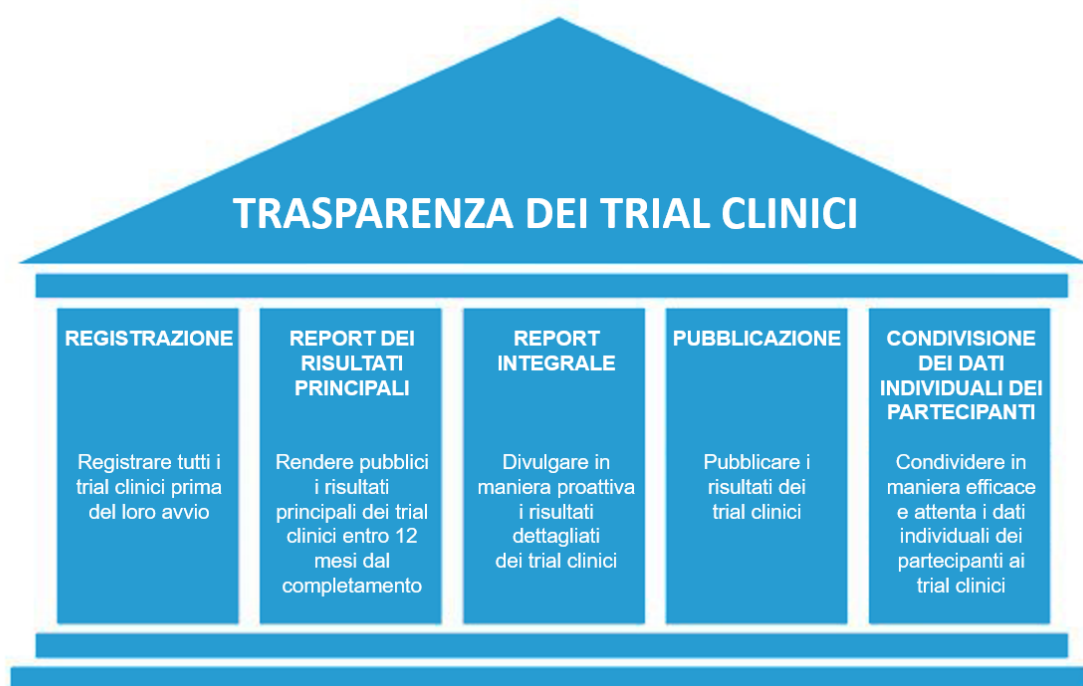 TRASPARENZA DEI TRIAL CLINICI
REGISTRAZIONE
Registrare tutti i
trial clinici prima
del loro avvio
REPORT DEI
RISULTATI
PRINCIPALI
Rendere pubblici
i risultati
principali dei trial
clinici entro 12
mesi dal
completamento
REPORT
INTEGRALE
Divulgare in
maniera proattiva
i risultati
dettagliati
dei trial clinici
PUBBLICAZIONE
Pubblicare i
risultati dei
trial clinici
CONDIVISIONE
DEI DATI
INDIVIDUALI DEI
PARTECIPANTI
Condividere in
maniera efficace
e attenta i dati
individuali dei
partecipanti ai
trial clinici